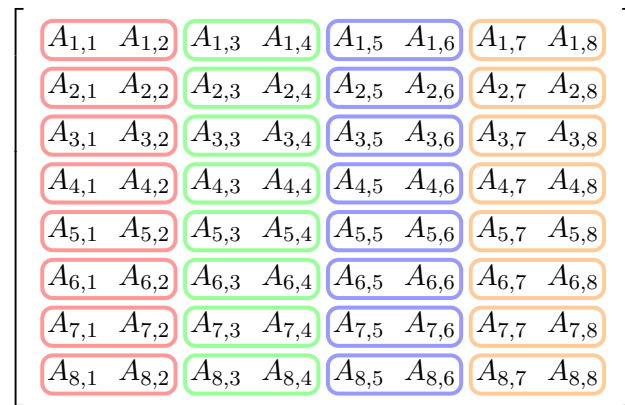 A1,1 A1,2 A1,3 A1,4 A1,5 A1,6 A1,7 A1,8
A2,1 A2,2 A2,3 A2,4 A2,5 A2,6 A2,7 A2,8
A3,1 A3,2 A3,3 A3,4 A3,5 A3,6 A3,7 A3,8
A4,1 A4,2 A4,3 A4,4 A4,5 A4,6 A4,7 A4,8
A5,1 A5,2 A5,3 A5,4 A5,5 A5,6 A5,7 A5,8
A6,1 A6,2 A6,3 A6,4 A6,5 A6,6 A6,7 A6,8
A7,1 A7,2 A7,3 A7,4 A7,5 A7,6 A7,7 A7,8
A8,1 A8,2 A8,3 A8,4 A8,5 A8,6 A8,7 A8,8